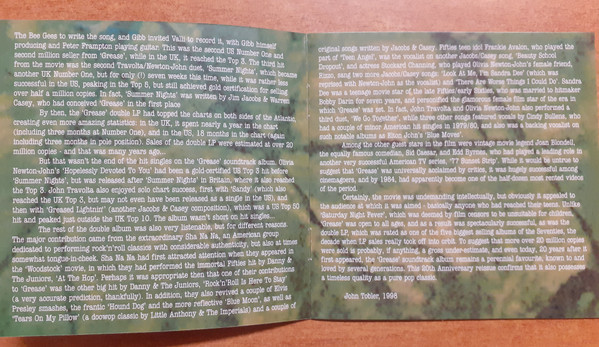 The Bee Gees to write the song, and Gibb invited Valli to record it, with Gibb himself
producing and Peter Frampton playing guitar. This was the second US Number One and
second million seller from 'Grease', while in the UK, it reached the Top 3. The third hit
from the movie was the second Travolta/Newton-John duet, 'Summer Nights', which became
another UK Number One, but for only (!) seven weeks this time, while it was rather less
successful in the US, peaking in the Top 5, but still achieved gold certification for selling
over half a million copies. In fact, 'Summer Nights' was written by Jim Jacobs & Warren
Casey, who had conceived 'Grease' in the first place
By then, the 'Grease' double LP had topped the charts on both sides of the Atlantic,
creating even more amazing statistics: in the UK, it spent nearly a year in the chart
(including three months at Number One), and in the US, 18 months in the chart (again
including three months in pole position). Sales of the double LP were estimated at over 20
million copies - and that was many years ago...
But that wasn't the end of the hit singles on the 'Grease' soundtrack album. Olivia
Newton-John's 'Hopelessly Devoted To You' had been a gold-certified US Top 3 hit before
'Summer Nights', but was released after 'Summer Nights' in Britain, where it also reached
the Top 3. John Travolta also enjoyed solo chart success, first with 'Sandy' (which also
reached the UK Top 3, but may not even have been released as a single in the US), and
then with 'Greased Lightnin'' (another Jacobs & Casey composition), which was a US Top 50
hit and peaked just outside the UK Top 10. The album wasn't short on hit singles...
The rest of the double album was also very listenable, but for different reasons.
The major contribution came from the extraordinary Sha Na Na, an American group
dedicated to performing rock'n'roll classics with considerable authenticity, but also at times
somewhat tongue-in-cheek. Sha Na Na had first attracted attention when they appeared in
the 'Woodstock' movie, in which they had performed the immortal Fifties hit by Danny &
The Juniors, 'At The Hop'. Perhaps it was appropriate then that one of their contributions
to 'Grease' was the other big hit by Danny & The Juniors, 'Rock'n'Roll Is Here To Stay'
(a very accurate prediction, thankfully). In addition, they also revived a couple of Elvis
Presley smashes, the frantic 'Hound Dog' and the more reflective 'Blue Moon', as well as
'Tears On My Pillow' (a doowop classic by Little Anthony & The Imperials) and a couple of
original songs written by Jacobs & Casey. Fifties teen idol Frankie Avalon, who played the
part of 'Teen Angel', was the vocalist on another Jacobs/Casey song, 'Beauty School
Dropout', and actress Stockard Channing, who played Olivia Newton-John's female friend,
Rizzo, sang two more Jacobs/Casey songs: 'Look At Me, I'm Sandra Dee' (which was
reprised with Newton-John as the vocalist) and 'There Are Worse Things I Could Do'. Sandra
Dee was a teenage movie star of the late Fifties/early Sixties, who was married to hitmaker
Bobby Darin for seven years, and personified the glamorous female film star of the era in
which 'Grease' was set. In fact, John Travolta and Olivia Newton-John also performed a
third duet, 'We Go Together', while three other songs featured vocals by Cindy Bullens, who
had a couple of minor American hit singles in 1979/80, and also was a backing vocalist on
such notable albums as Elton John's 'Blue Moves'.
Among the other guest stars in the film were vintage movie legend Joan Blondell,
the equally famous comedian, Sid Caesar, and Edd Byrnes, who had played a leading role in
another very successful American TV series, '77 Sunset Strip'. While it would be untrue to
suggest that 'Grease' was universally acclaimed by critics, it was hugely successful among
cinemagoers, and by 1984, had apparently become one of the half-dozen most rented videos
of the period.
Certainly, the movie was undemanding intellectually, but obviously it appealed to
the audience at which it was aimed - basically anyone who had reached their teens. Unlike
'Saturday Night Fever', which was deemed by film censors to be unsuitable for children,
'Grease' was open to all ages, and as a result was spectacularly successful, as was the
double LP, which was rated as one of the five biggest selling albums of the Seventies, the
decade when LP sales really took off into orbit. To suggest that more than 20 million copies
were sold is probably, if anything, a gross under-estimate, and even today, 20 years after it
first appeared, the 'Grease' soundtrack album remains a perennial favourite, known to and
loved by several generations. This 20th Anniversary reissue confirms that it also possesses
a timeless quality as a pure pop classic.
John Tobler, 1998